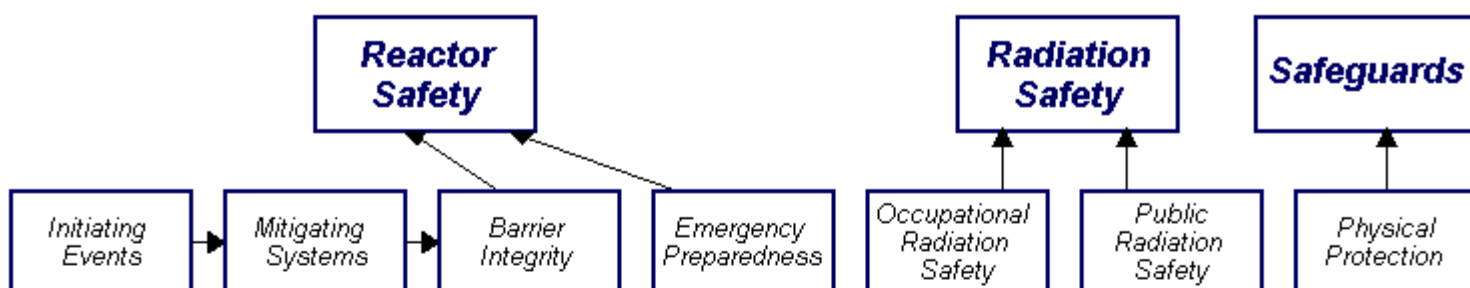 Reactor
Safety
Radiation
Safety
Safeguards
Initiating
Events
Mitigating
Systems
Barrier
Integrity
Emergency
Preparedness
Occupational
Radiation
Safety
Public
Radiation
Safety
Physical
Protection